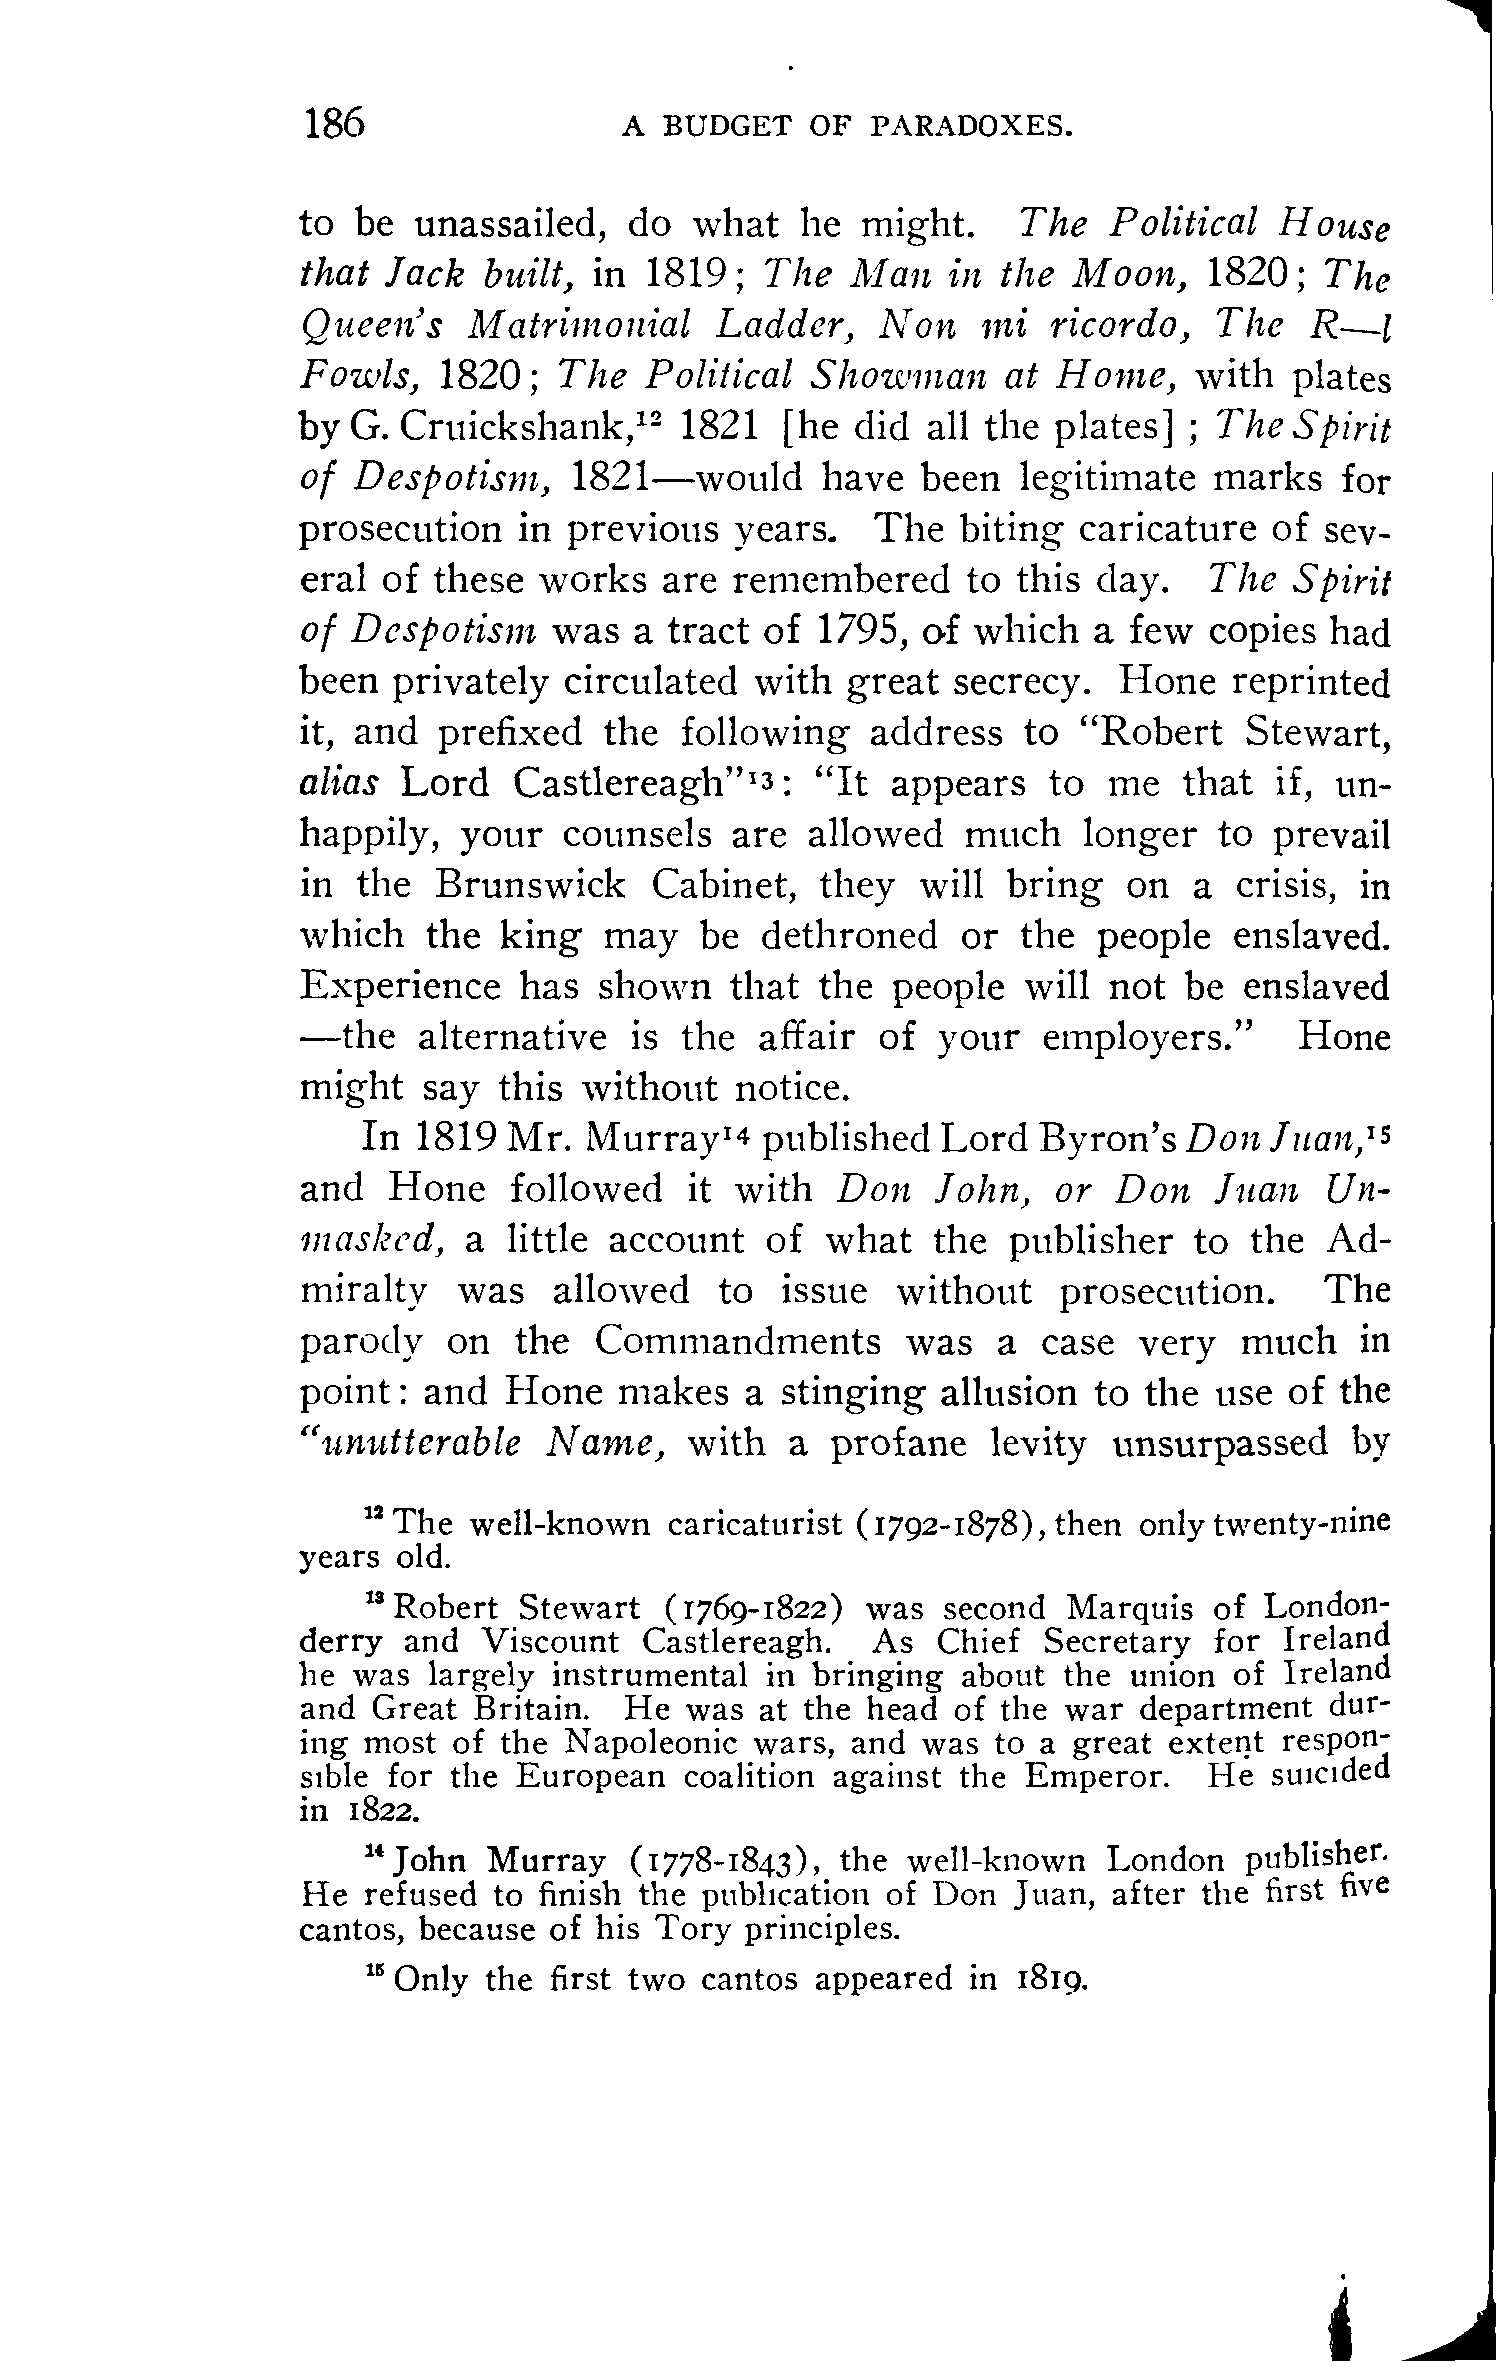 186 A BUDGET OF PARADOXES.
to be unassailed, do what he might. The Political House
that Jack built, in 1819; The Man in the Moon, 1820; The
Queen's Matrimonial Ladder, Non mi ricordo, The R—l
Fowls, 1820; The Political Showman at Home, with plates
by G. Cruickshank,¹² 1821 [he did all the plates]; The Spirit
of Despotism, 1821—would have been legitimate marks for
prosecution in previous years. The biting caricature of sev-
eral of these works are remembered to this day. The Spirit
of Despotism was a tract of 1795, of which a few copies had
been privately circulated with great secrecy. Hone reprinted
it, and prefixed the following address to "Robert Stewart,
alias Lord Castlereagh"¹³: "It appears to me that if, un-
happily, your counsels are allowed much longer to prevail
in the Brunswick Cabinet, they will bring on a crisis, in
which the king may be dethroned or the people enslaved.
Experience has shown that the people will not be enslaved
—the alternative is the affair of your employers." Hone
might say this without notice.
In 1819 Mr. Murray¹⁴ published Lord Byron's Don Juan,¹⁵
and Hone followed it with Don John, or Don Juan Un-
masked, a little account of what the publisher to the Ad-
miralty was allowed to issue without prosecution. The
parody on the Commandments was a case very much in
point: and Hone makes a stinging allusion to the use of the
"unutterable Name, with a profane levity unsurpassed by
¹² The well-known caricaturist (1792-1878), then only twenty-nine
years old.
¹³ Robert Stewart (1769-1822) was second Marquis of London-
derry and Viscount Castlereagh. As Chief Secretary for Ireland
he was largely instrumental in bringing about the union of Ireland
and Great Britain. He was at the head of the war department dur-
ing most of the Napoleonic wars, and was to a great extent respon-
sible for the European coalition against the Emperor. He suicided
in 1822.
¹⁴ John Murray (1778-1843), the well-known London publisher.
He refused to finish the publication of Don Juan, after the first five
cantos, because of his Tory principles.
¹⁵ Only the first two cantos appeared in 1819.